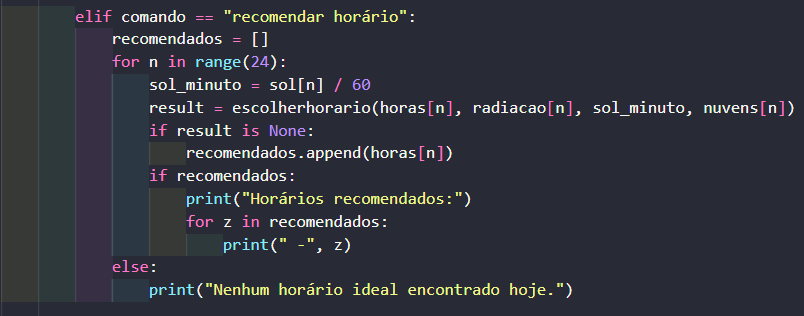 elif comando == "recomendar horário":
recomendados = []
for n in range(24):
sol_minuto = sol[n] / 60
result = escolherhorario(horas[n], radiacao[n], sol_minuto, nuvens[n])
if result is None:
recomendados.append(horas[n])
if recomendados:
print("Horários recomendados:")
for z in recomendados:
print(" -", z)
else:
print("Nenhum horário ideal encontrado hoje.")